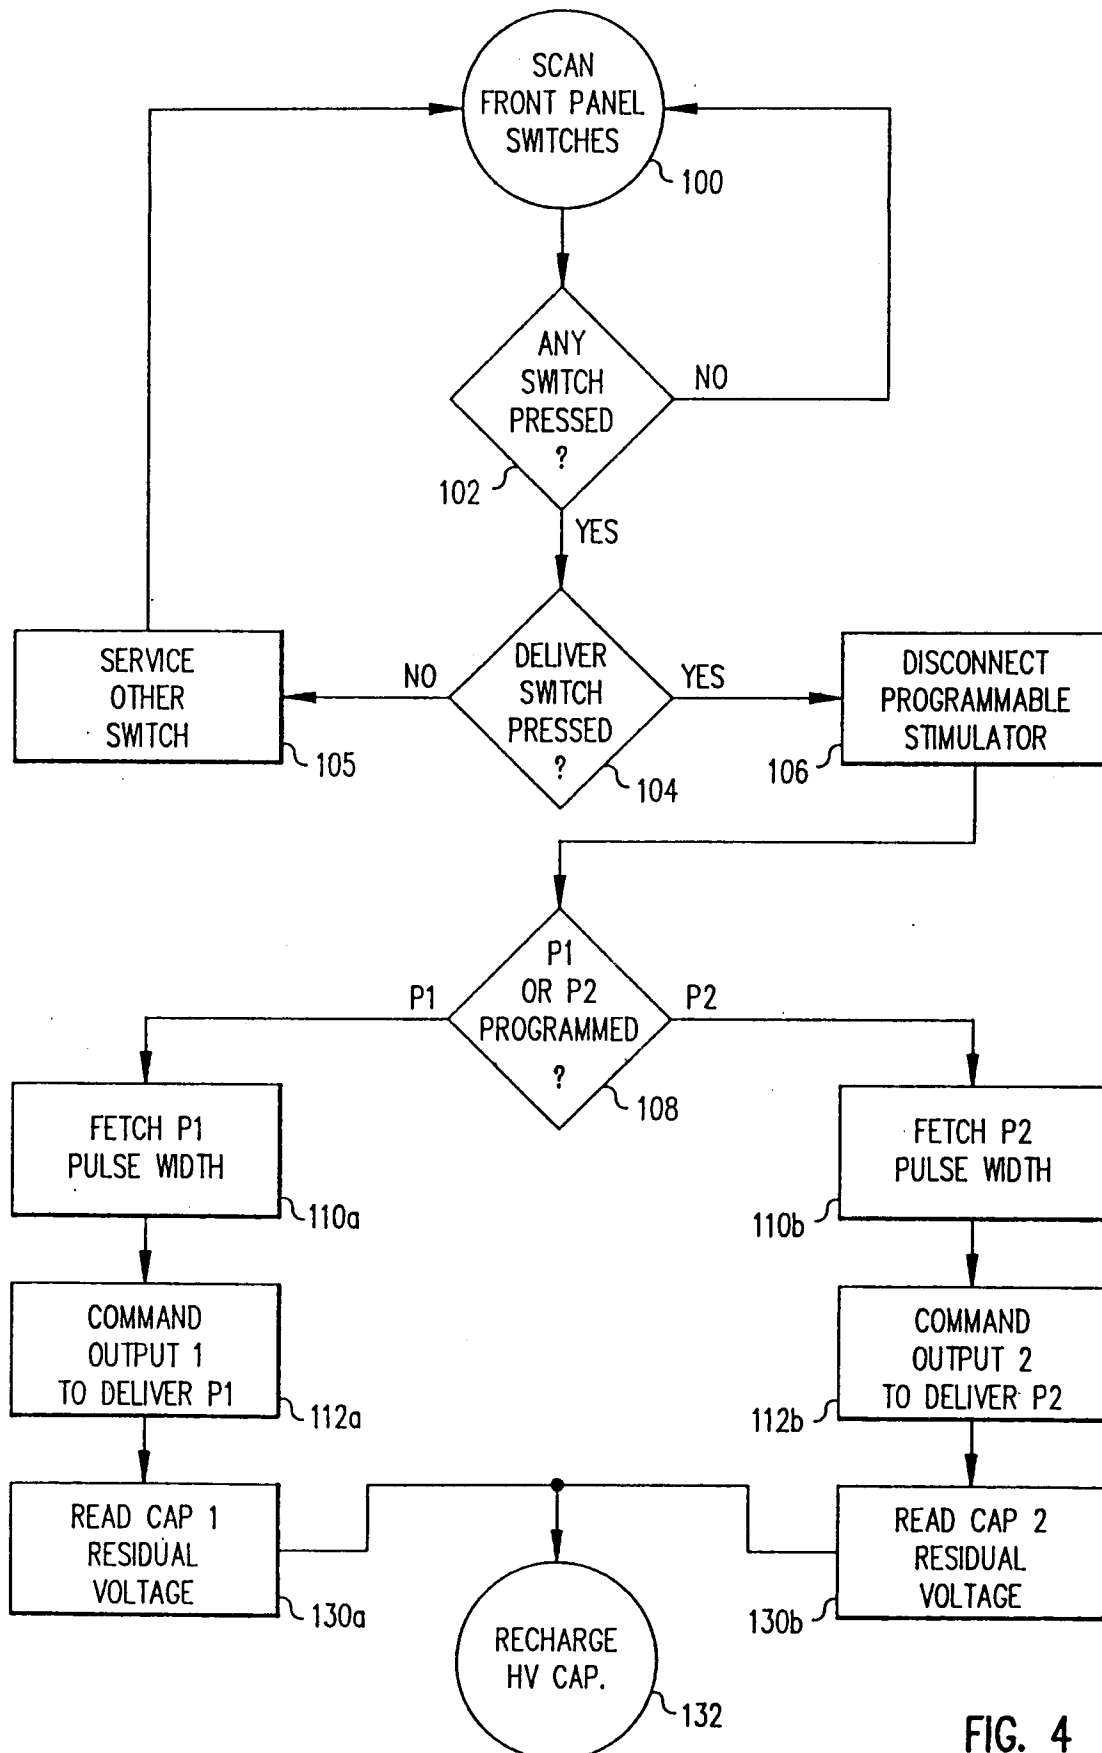 SCAN
FRONT PANEL
SWITCHES
100
ANY
SWITCH
PRESSED
?
NO
102
YES
DELIVER
SWITCH
PRESSED
?
NO
YES
104
SERVICE
OTHER
SWITCH
105
DISCONNECT
PROGRAMMABLE
STIMULATOR
106
P1
OR P2
PROGRAMMED
?
P1
P2
108
FETCH P1
PULSE WIDTH
110a
FETCH P2
PULSE WIDTH
110b
COMMAND
OUTPUT 1
TO DELIVER P1
112a
COMMAND
OUTPUT 2
TO DELIVER P2
112b
READ CAP 1
RESIDUAL
VOLTAGE
130a
READ CAP 2
RESIDUAL
VOLTAGE
130b
RECHARGE
HV CAP.
132
FIG. 4